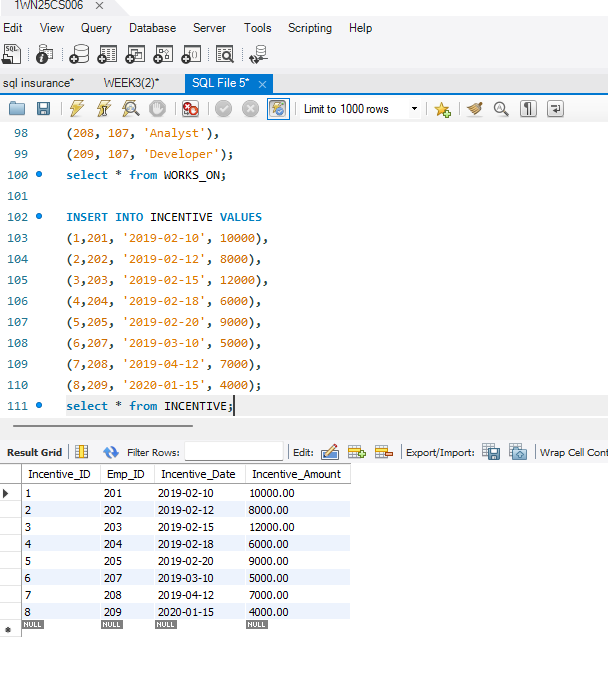 1WN25CS006
Edit View Query Database Server Tools Scripting Help
sql insurance* WEEK3(2)* SQL File 5*
Limit to 1000 rows
98 (208, 107, 'Analyst'),
99 (209, 107, 'Developer');
100 select * from WORKS_ON;
101
102 INSERT INTO INCENTIVE VALUES
103 (1,201, '2019-02-10', 10000),
104 (2,202, '2019-02-12', 8000),
105 (3,203, '2019-02-15', 12000),
106 (4,204, '2019-02-18', 6000),
107 (5,205, '2019-02-20', 9000),
108 (6,207, '2019-03-10', 5000),
109 (7,208, '2019-04-12', 7000),
110 (8,209, '2020-01-15', 4000);
111 select * from INCENTIVE;
Result Grid Filter Rows: Edit: Export/Import: Wrap Cell Cont
Incentive_ID Emp_ID Incentive_Date Incentive_Amount
1 201 2019-02-10 10000.00
2 202 2019-02-12 8000.00
3 203 2019-02-15 12000.00
4 204 2019-02-18 6000.00
5 205 2019-02-20 9000.00
6 207 2019-03-10 5000.00
7 208 2019-04-12 7000.00
8 209 2020-01-15 4000.00
NULL NULL NULL NULL